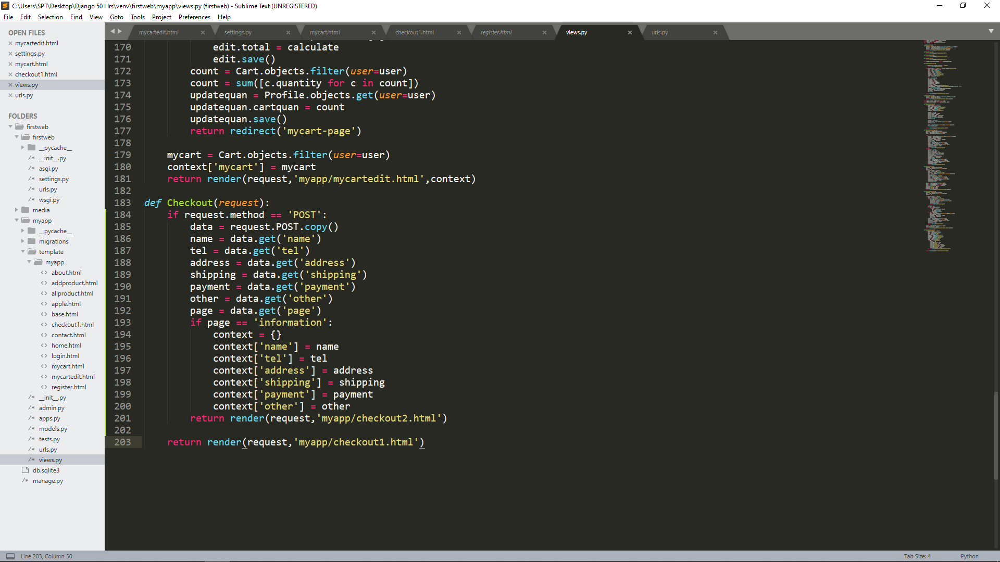 C:\Users\SPT\Desktop\Django 50 Hrs\venv\firstweb\myapp\views.py (firstweb) - Sublime Text (UNREGISTERED)
File Edit Selection Find View Goto Tools Project Preferences Help
OPEN FILES
mycartedit.html
settings.py
mycart.html
checkout1.html
views.py
urls.py
FOLDERS
firstweb
firstweb
__pycache__
__init__.py
asgi.py
settings.py
urls.py
wsgi.py
media
myapp
__pycache__
migrations
template
myapp
about.html
addproduct.html
allproduct.html
apple.html
base.html
checkout1.html
contact.html
home.html
login.html
mycart.html
mycartedit.html
register.html
__init__.py
admin.py
apps.py
models.py
tests.py
urls.py
views.py
db.sqlite3
manage.py
mycartedit.html settings.py mycart.html checkout1.html register.html views.py urls.py
170 edit.total = calculate
171 edit.save()
172 count = Cart.objects.filter(user=user)
173 count = sum([c.quantity for c in count])
174 updatequan = Profile.objects.get(user=user)
175 updatequan.cartquan = count
176 updatequan.save()
177 return redirect('mycart-page')
178
179 mycart = Cart.objects.filter(user=user)
180 context['mycart'] = mycart
181 return render(request,'myapp/mycartedit.html',context)
182
183 def Checkout(request):
184 if request.method == 'POST':
185 data = request.POST.copy()
186 name = data.get('name')
187 tel = data.get('tel')
188 address = data.get('address')
189 shipping = data.get('shipping')
190 payment = data.get('payment')
191 other = data.get('other')
192 page = data.get('page')
193 if page == 'information':
194 context = {}
195 context['name'] = name
196 context['tel'] = tel
197 context['address'] = address
198 context['shipping'] = shipping
199 context['payment'] = payment
200 context['other'] = other
201 return render(request,'myapp/checkout2.html')
202
203 return render(request,'myapp/checkout1.html')
Line 203, Column 50
Tab Size: 4 Python